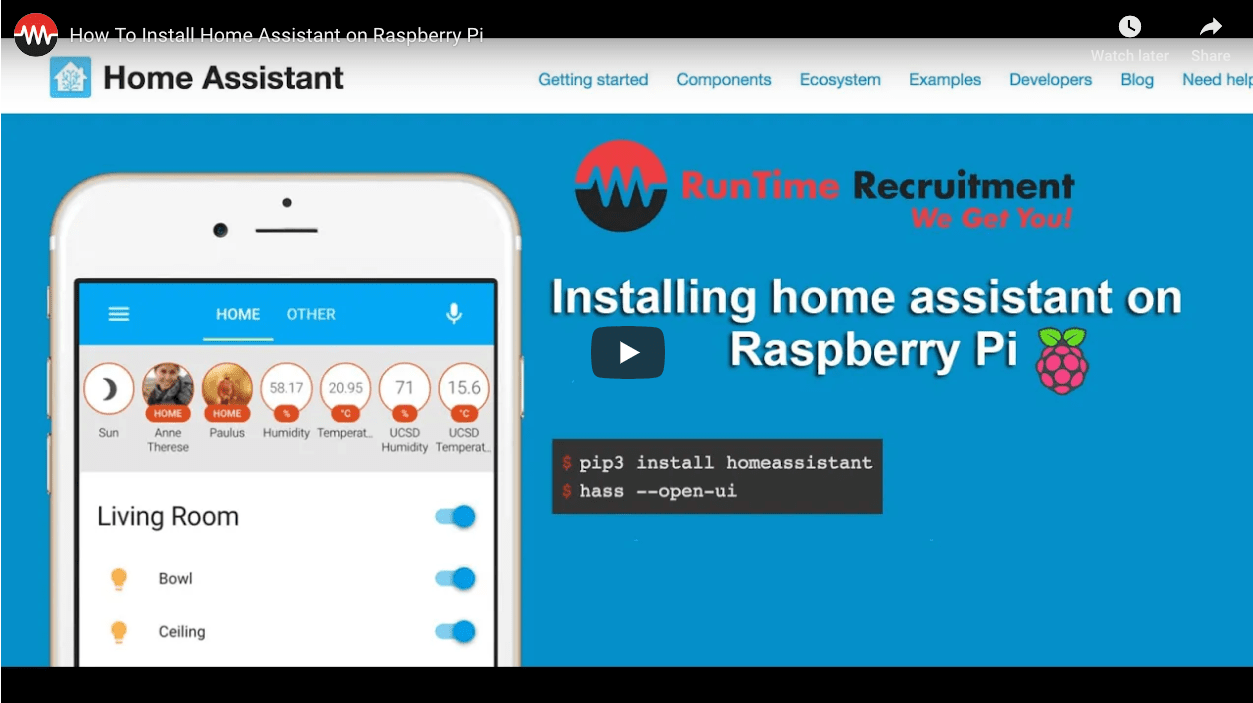 How To Install Home Assistant on Raspberry Pi
Watch later
Share
Home Assistant
Getting started Components Ecosystem Examples Developers Blog Need help
RunTime Recruitment
We Get You!
Installing home assistant on
Raspberry Pi
$ pip3 install homeassistant
$ hass --open-ui
HOME OTHER
58.17 20.95 71 15.6
HOME HOME % °C % °C
Sun Anne Paulus Humidity Temperat... UCSD UCSD
Therese Humidity Temperat...
Living Room
Bowl
Ceiling